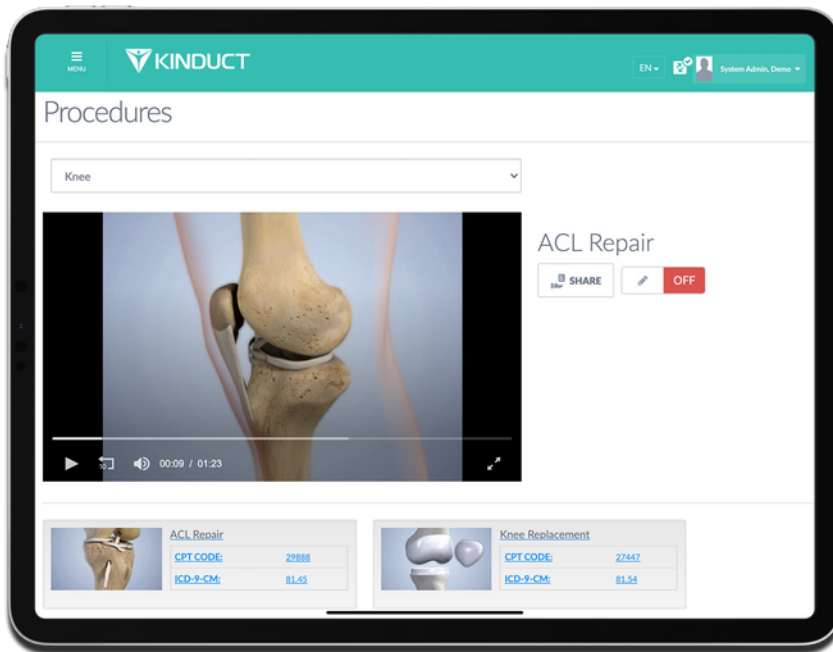 MENU
KINDUCT
EN
System Admin, Demo
Procedures
Knee
ACL Repair
SHARE
OFF
10
00:09 / 01:23
ACL Repair
CPT CODE: 29888
ICD-9-CM: 81.45
Knee Replacement
CPT CODE: 27447
ICD-9-CM: 81.54